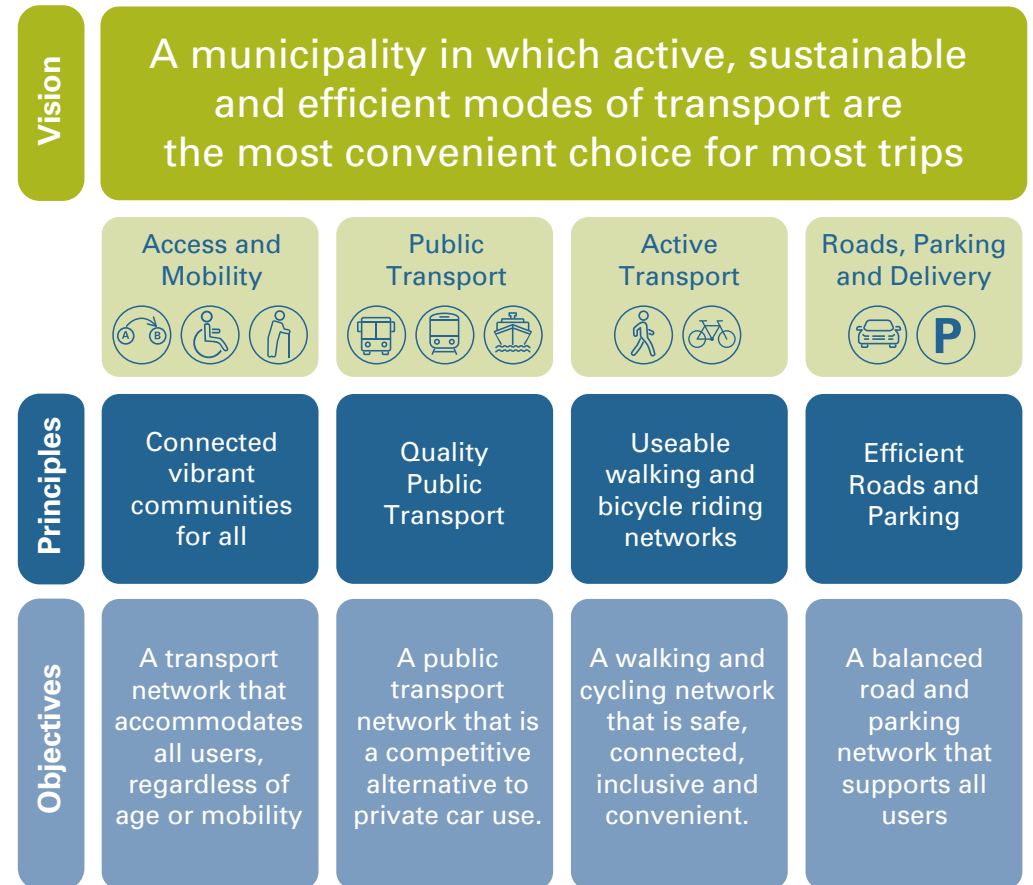 Vision
A municipality in which active, sustainable
and efficient modes of transport are
the most convenient choice for most trips
Access and
Mobility
A
B
Public
Transport
Active
Transport
Roads, Parking
and Delivery
P
Principles
Connected
vibrant
communities
for all
Quality
Public
Transport
Useable
walking and
bicycle riding
networks
Efficient
Roads and
Parking
Objectives
A transport
network that
accommodates
all users,
regardless of
age or mobility
A public
transport
network that is
a competitive
alternative to
private car use.
A walking and
cycling network
that is safe,
connected,
inclusive and
convenient.
A balanced
road and
parking
network that
supports all
users